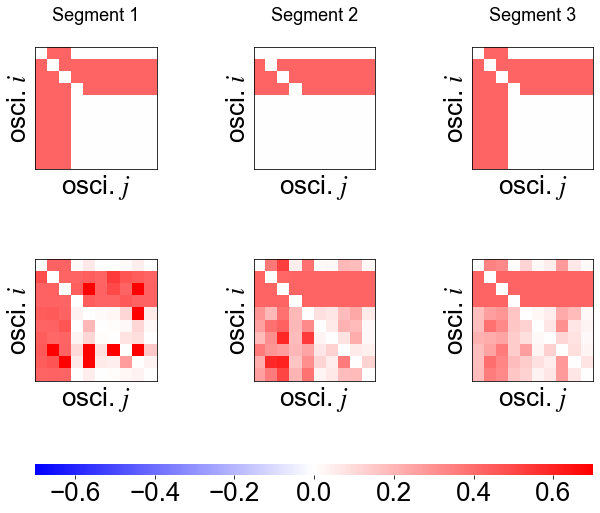 Segment 1 Segment 2 Segment 3
osci. i osci. i osci. i
osci. j osci. j osci. j
osci. i osci. i osci. i
osci. j osci. j osci. j
−0.6 −0.4 −0.2 0.0 0.2 0.4 0.6